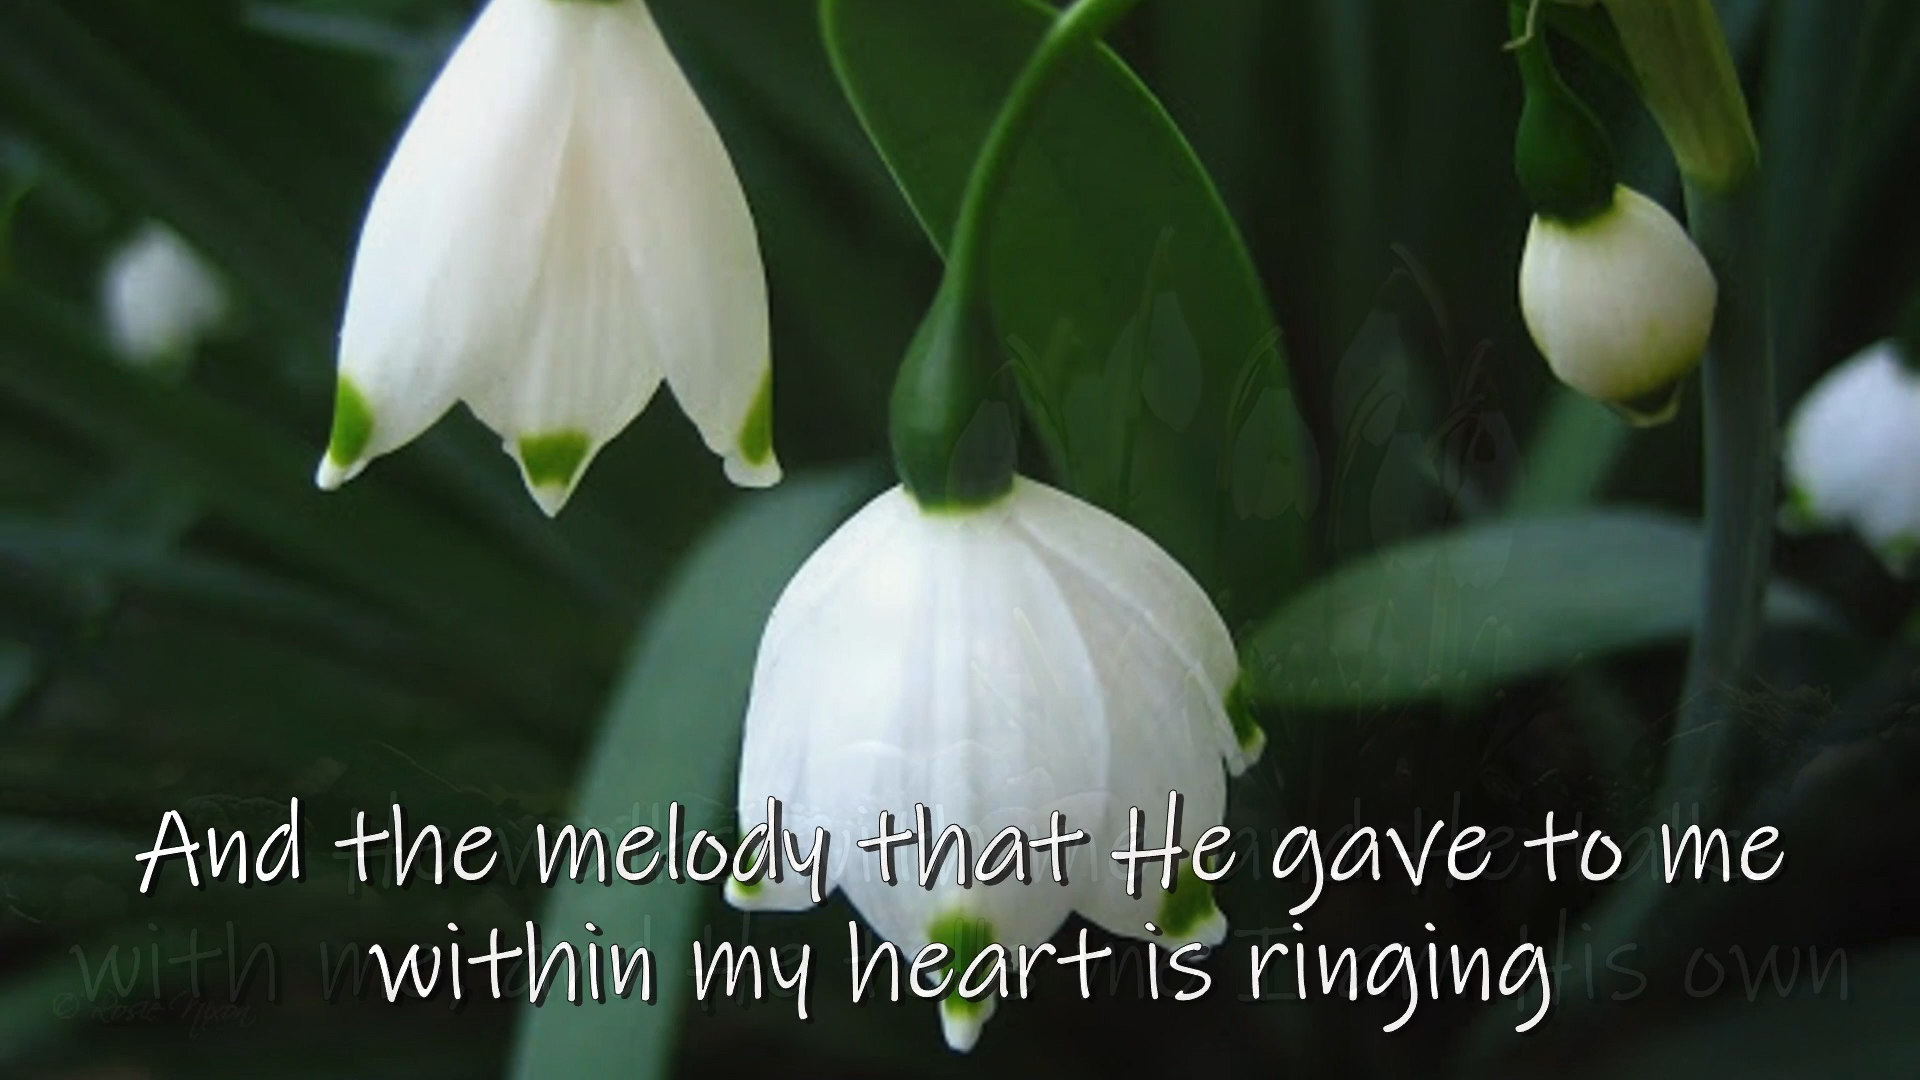 And the melody that He gave to me
within my heart is ringing